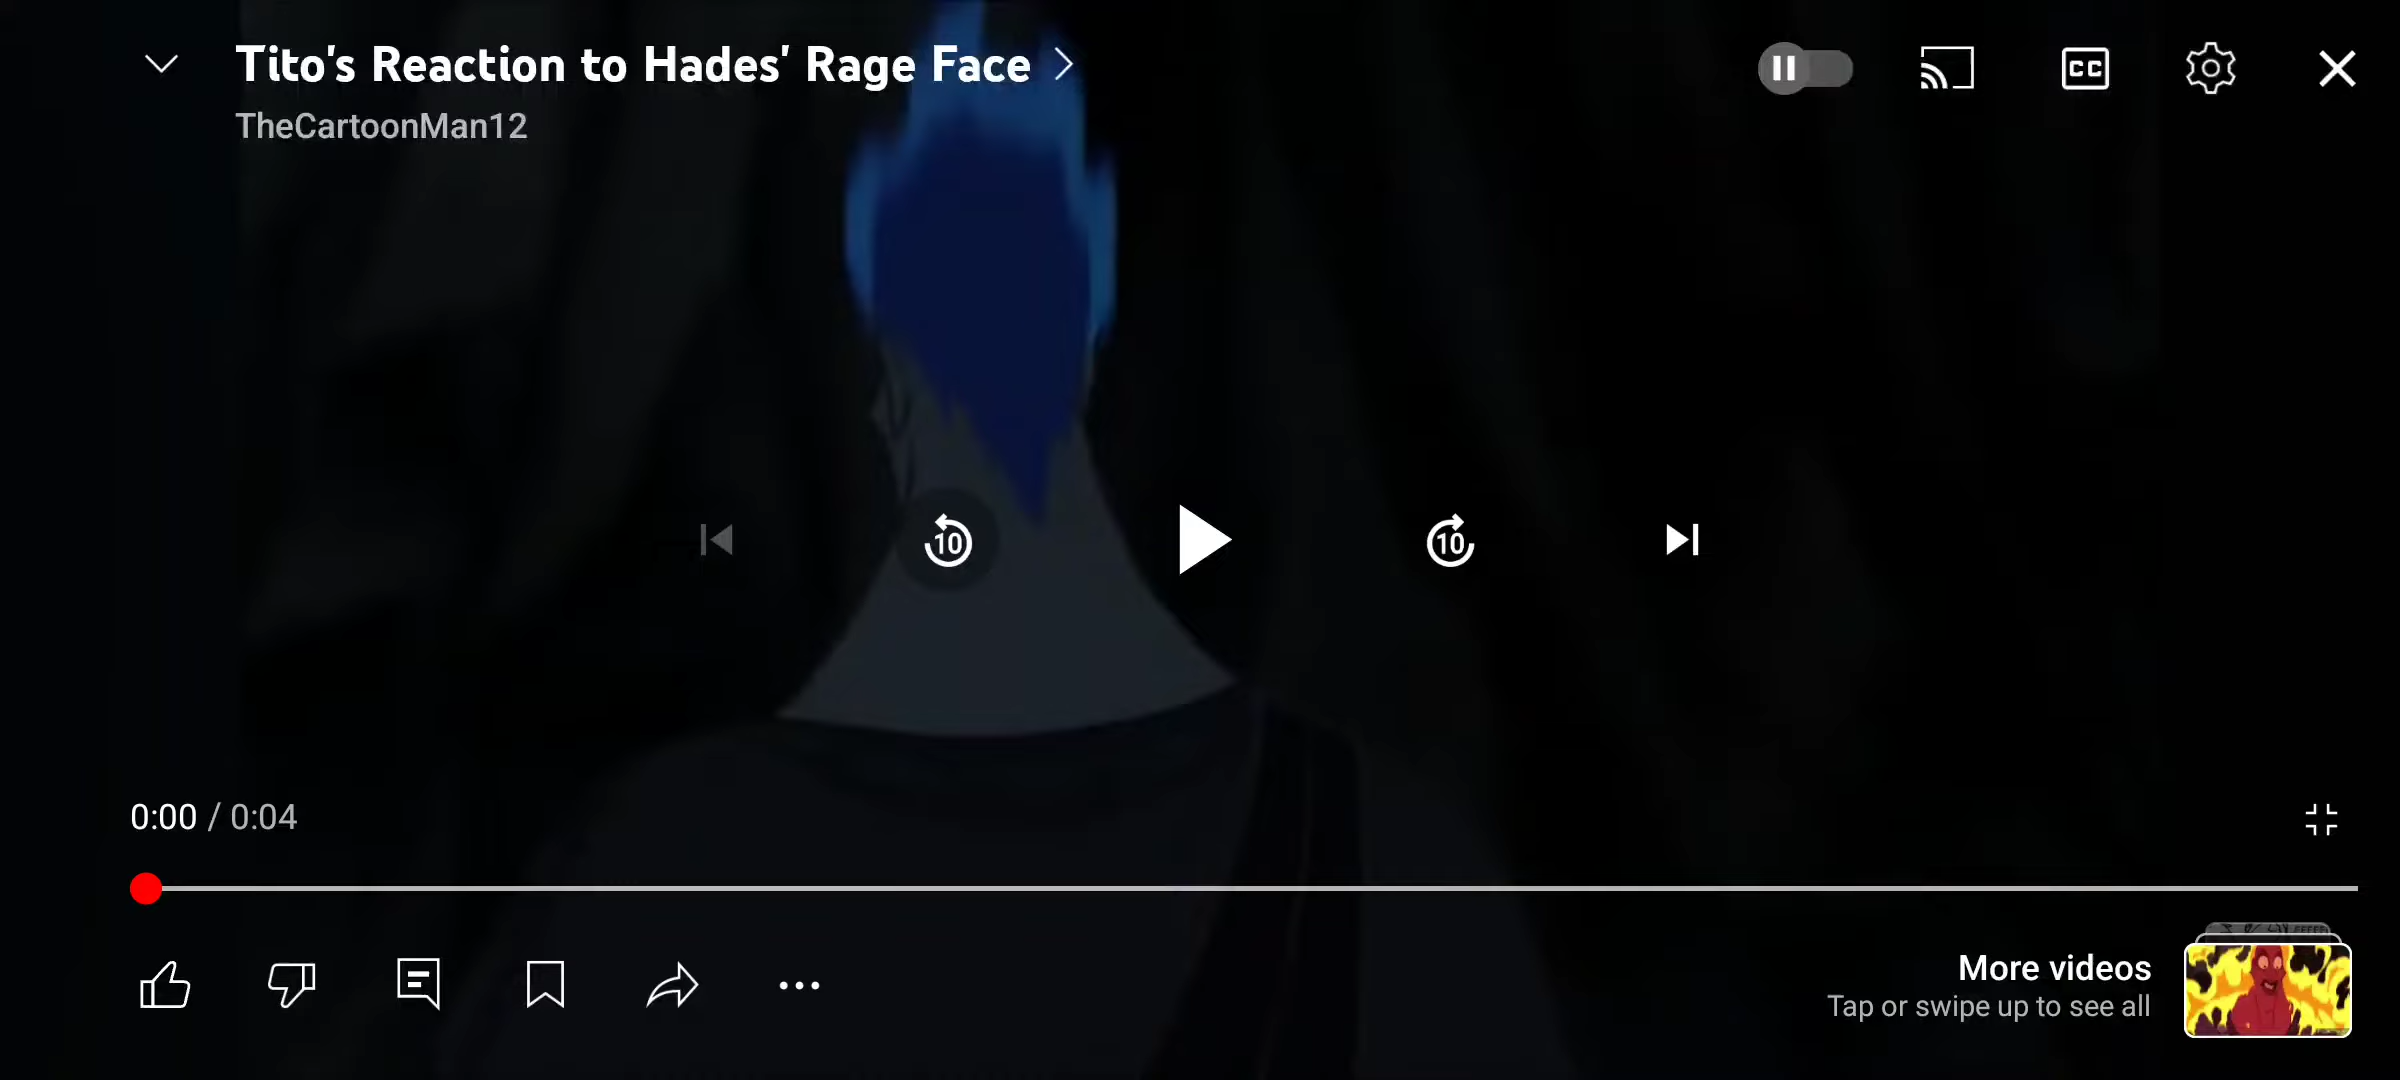 Tito's Reaction to Hades' Rage Face
TheCartoonMan12
CC
10
10
0:00 / 0:04
More videos
Tap or swipe up to see all